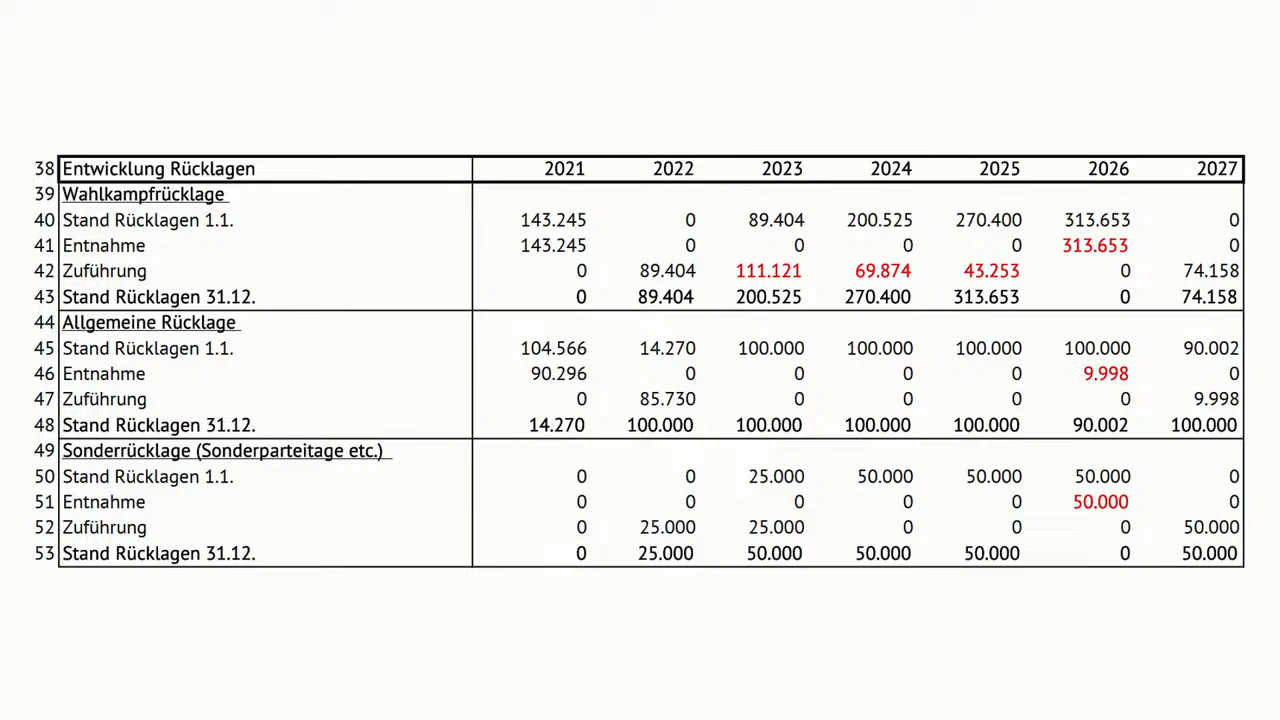 38 Entwicklung Rücklagen 2021 2022 2023 2024 2025 2026 2027
39 Wahlkampfrücklage
40 Stand Rücklagen 1.1. 143.245 0 89.404 200.525 270.400 313.653 0
41 Entnahme 143.245 0 0 0 0 313.653 0
42 Zuführung 0 89.404 111.121 69.874 43.253 0 74.158
43 Stand Rücklagen 31.12. 0 89.404 200.525 270.400 313.653 0 74.158
44 Allgemeine Rücklage
45 Stand Rücklagen 1.1. 104.566 14.270 100.000 100.000 100.000 100.000 90.002
46 Entnahme 90.296 0 0 0 0 9.998 0
47 Zuführung 0 85.730 0 0 0 0 9.998
48 Stand Rücklagen 31.12. 14.270 100.000 100.000 100.000 100.000 90.002 100.000
49 Sonderrücklage (Sonderparteitage etc.)
50 Stand Rücklagen 1.1. 0 0 25.000 50.000 50.000 50.000 0
51 Entnahme 0 0 0 0 0 50.000 0
52 Zuführung 0 25.000 25.000 0 0 0 50.000
53 Stand Rücklagen 31.12. 0 25.000 50.000 50.000 50.000 0 50.000